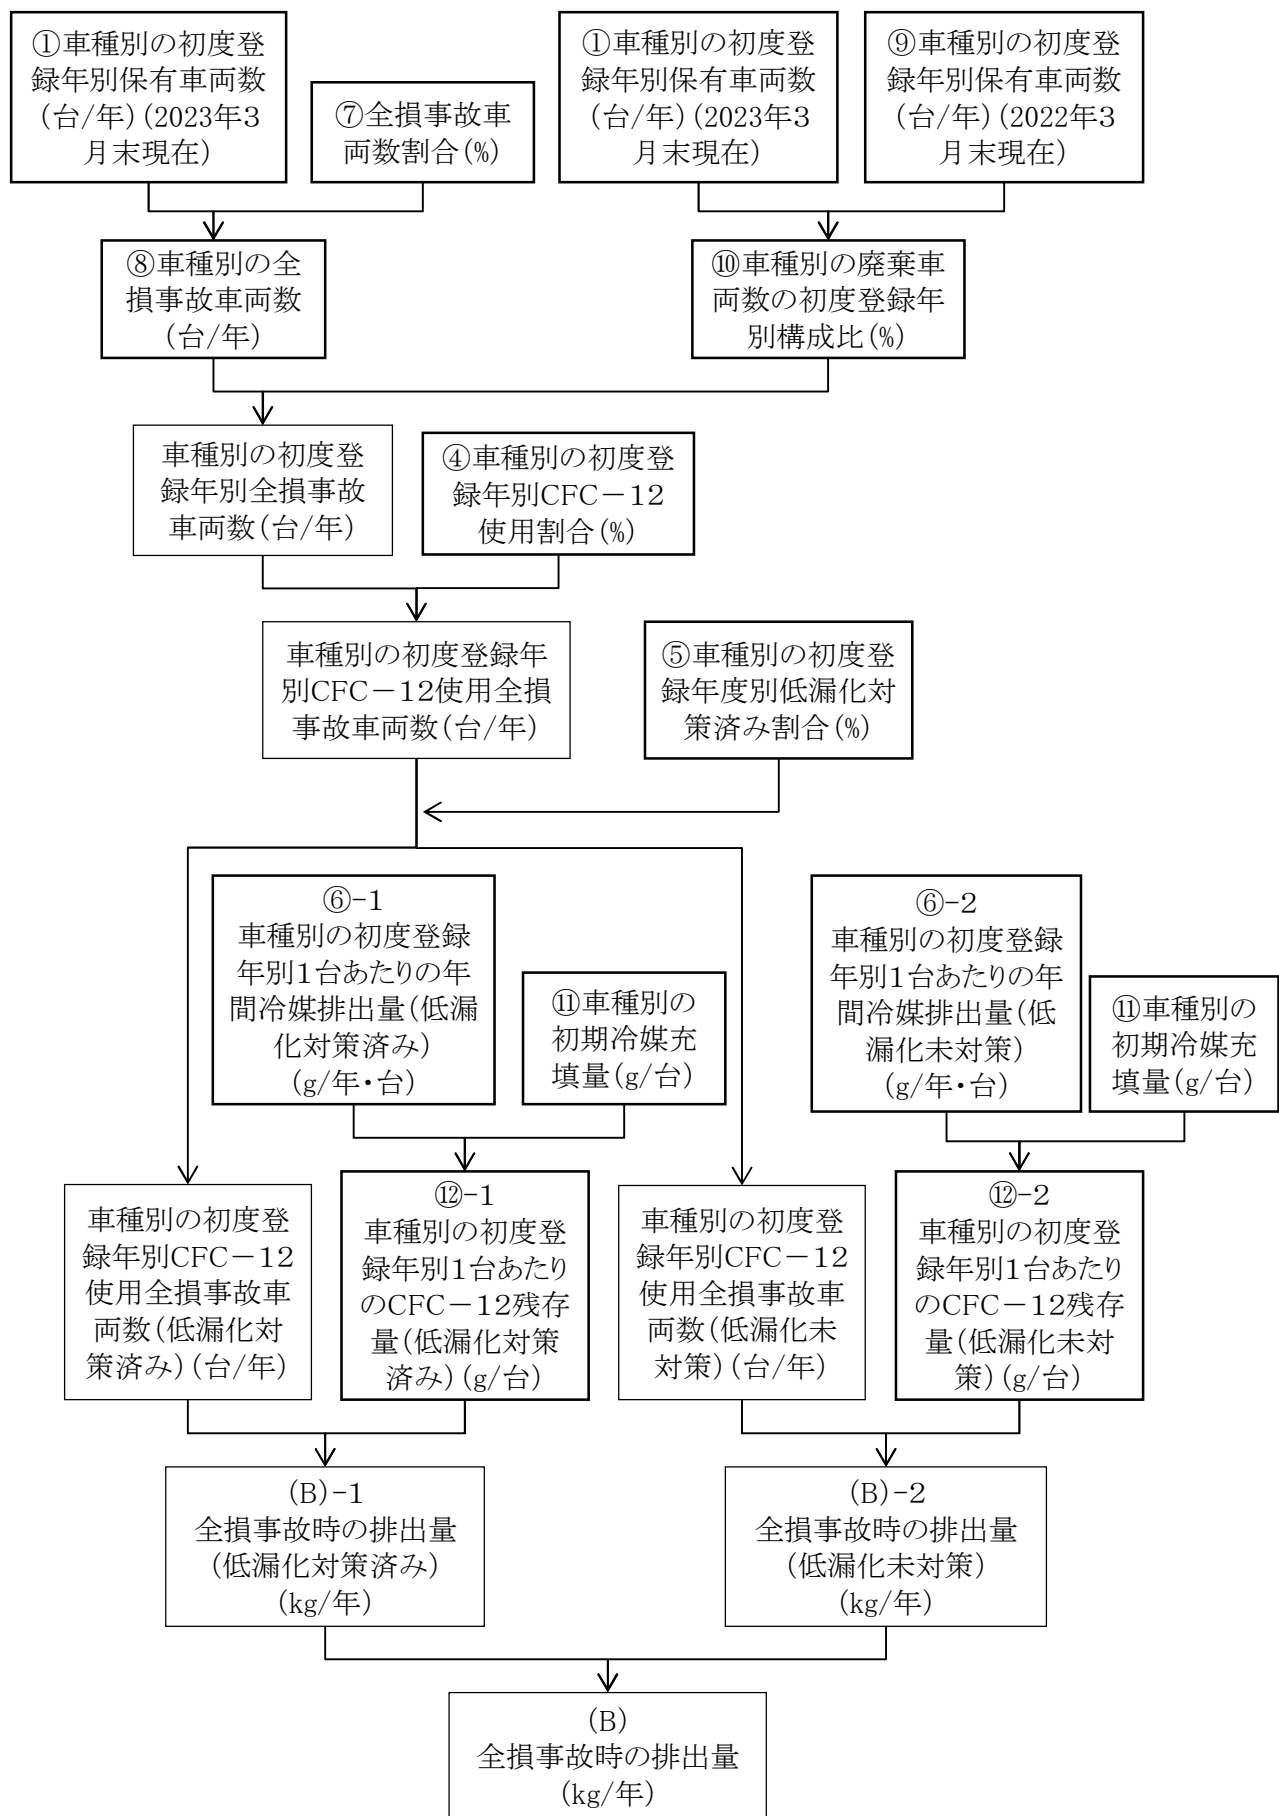 ①車種別の初度登
録年別保有車両数
(台/年)(2023年3
月末現在)
⑦全損事故車
両数割合(%)
①車種別の初度登
録年別保有車両数
(台/年)(2023年3
月末現在)
⑨車種別の初度登
録年別保有車両数
(台/年)(2022年3
月末現在)
⑧車種別の全
損事故車両数
(台/年)
⑩車種別の廃棄車
両数の初度登録年
別構成比(%)
車種別の初度登
録年別全損事故
車両数(台/年)
④車種別の初度登
録年別CFC-12
使用割合(%)
車種別の初度登録年
別CFC-12使用全損
事故車両数(台/年)
⑤車種別の初度登
録年度別低漏化対
策済み割合(%)
⑥-1
車種別の初度登録
年別1台あたりの年
間冷媒排出量(低漏
化対策済み)
(g/年・台)
⑪車種別の
初期冷媒充
填量(g/台)
⑥-2
車種別の初度登録
年別1台あたりの年
間冷媒排出量(低
漏化未対策)
(g/年・台)
⑪車種別の
初期冷媒充
填量(g/台)
車種別の初度登
録年別CFC-12
使用全損事故車
両数(低漏化対
策済み)(台/年)
⑫-1
車種別の初度登
録年別1台あたり
のCFC-12残存
量(低漏化対策
済み)(g/台)
車種別の初度登
録年別CFC-12
使用全損事故車
両数(低漏化未
対策)(台/年)
⑫-2
車種別の初度登
録年別1台あたり
のCFC-12残存
量(低漏化未対
策)(g/台)
(B)-1
全損事故時の排出量
(低漏化対策済み)
(kg/年)
(B)-2
全損事故時の排出量
(低漏化未対策)
(kg/年)
(B)
全損事故時の排出量
(kg/年)